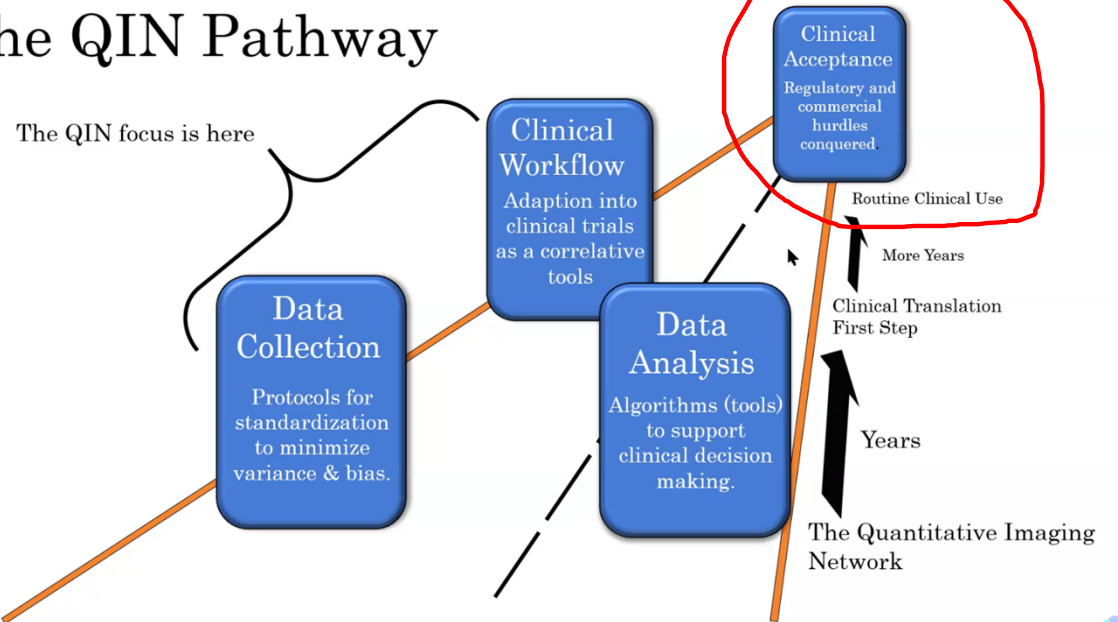 he QIN Pathway
The QIN focus is here
Data
Collection
Protocols for
standardization
to minimize
variance & bias.
Clinical
Workflow
Adaption into
clinical trials
as a correlative
tools
Data
Analysis
Algorithms (tools)
to support
clinical decision
making.
Clinical
Acceptance
Regulatory and
commercial
hurdles
conquered.
Routine Clinical Use
More Years
Clinical Translation
First Step
Years
The Quantitative Imaging
Network